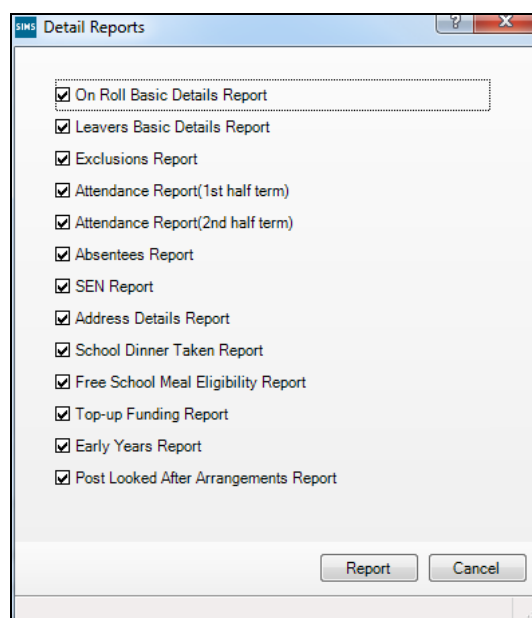 SIMS Detail Reports
On Roll Basic Details Report
Leavers Basic Details Report
Exclusions Report
Attendance Report(1st half term)
Attendance Report(2nd half term)
Absentees Report
SEN Report
Address Details Report
School Dinner Taken Report
Free School Meal Eligibility Report
Top-up Funding Report
Early Years Report
Post Looked After Arrangements Report
Report Cancel